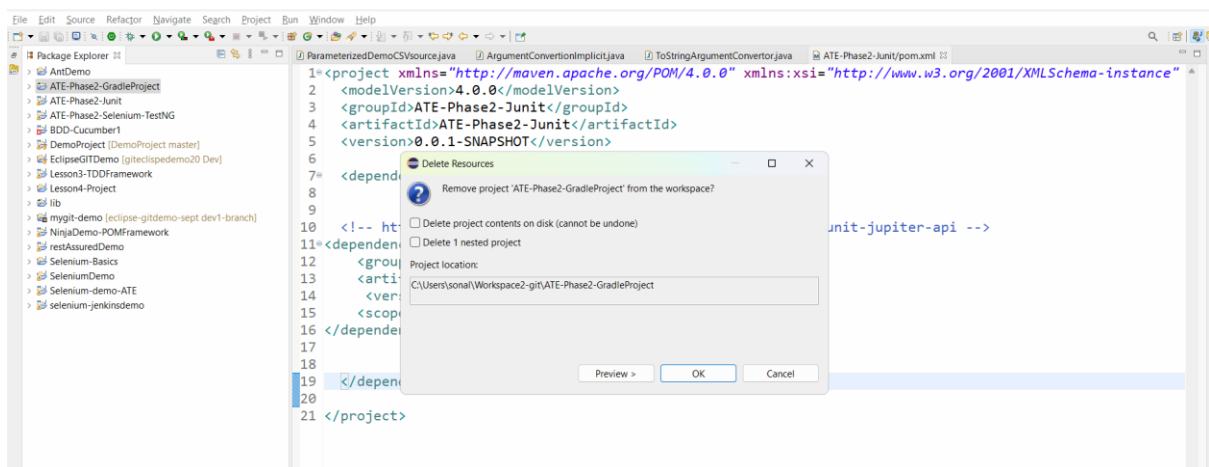 File Edit Source Refactor Navigate Search Project Run Window Help
Package Explorer
ParameterizedDemoCSVsource.java ArgumentConvertionImplicit.java ToStringArgumentConvertor.java ATE-Phase2-Junit/pom.xml
AntDemo
ATE-Phase2-GradleProject
ATE-Phase2-Junit
ATE-Phase2-Selenium-TestNG
BDD-Cucumber1
DemoProject [DemoProject master]
EclipseGITDemo [giteclispedemo20 Dev]
Lesson3-TDDFramework
Lesson4-Project
lib
mygit-demo [eclipse-gitdemo-sept dev1-branch]
NinjaDemo-POMFramework
restAssuredDemo
Selenium-Basics
SeleniumDemo
Selenium-demo-ATE
selenium-jenkinsdemo
1 <project xmlns="http://maven.apache.org/POM/4.0.0" xmlns:xsi="http://www.w3.org/2001/XMLSchema-instance"
2 <modelVersion>4.0.0</modelVersion>
3 <groupId>ATE-Phase2-Junit</groupId>
4 <artifactId>ATE-Phase2-Junit</artifactId>
5 <version>0.0.1-SNAPSHOT</version>
6
7 <depend
8
9
10 <!-- ht unit-jupiter-api -->
11 <dependen
12 <grou
13 <arti
14 <ver
15 <scop
16 </depende
17
18
19 </depen
20
21 </project>
Delete Resources
Remove project 'ATE-Phase2-GradleProject' from the workspace?
Delete project contents on disk (cannot be undone)
Delete 1 nested project
Project location:
C:\Users\sonal\Workspace2-git\ATE-Phase2-GradleProject
Preview > OK Cancel